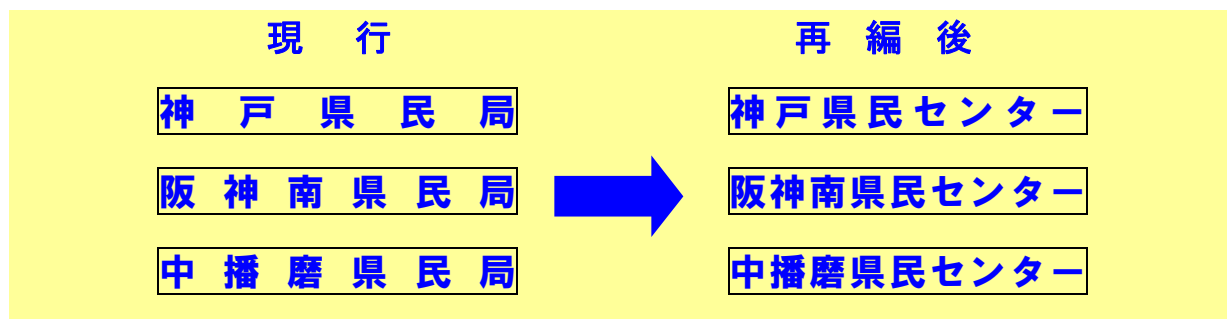 現行 再編後
神戸県民局 神戸県民センター
阪神南県民局 阪神南県民センター
中播磨県民局 中播磨県民センター